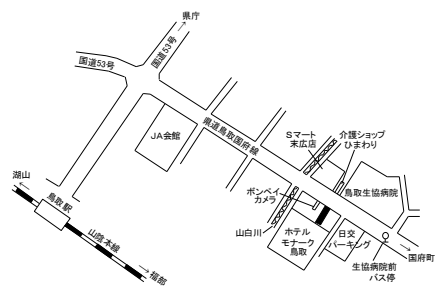 県庁
国道53号
国道53号
県道鳥取国府線
JA会館
Sマート
末広店
介護ショップ
ひまわり
湖山
鳥取駅
山陰本線
福部
ボンベイ
カメラ
山白川
鳥取生協病院
ホテル
モナーク
鳥取
日交
パーキング
国府町
生協病院前
バス停